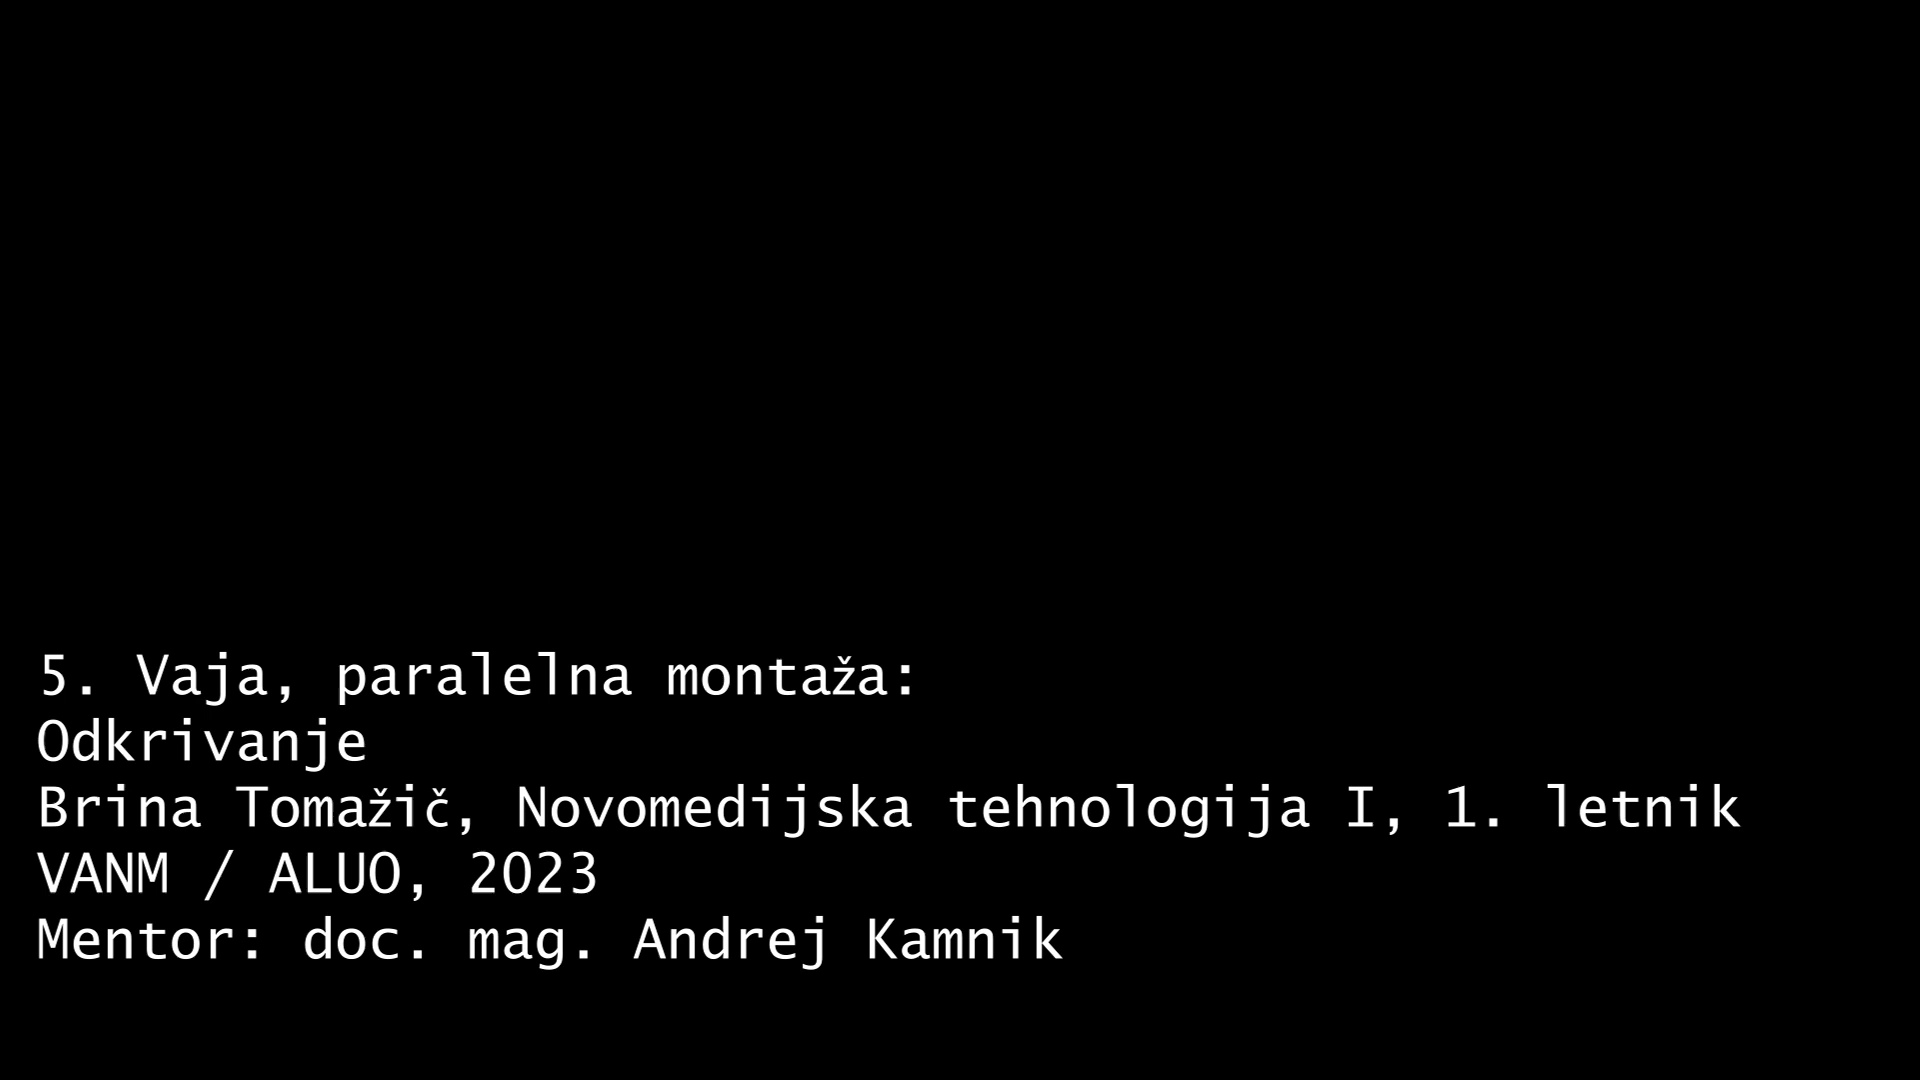 5. Vaja, paralelna montaža:
Odkrivanje
Brina Tomažič, Novomedijska tehnologija I, 1. letnik
VANM / ALUO, 2023
Mentor: doc. mag. Andrej Kamnik